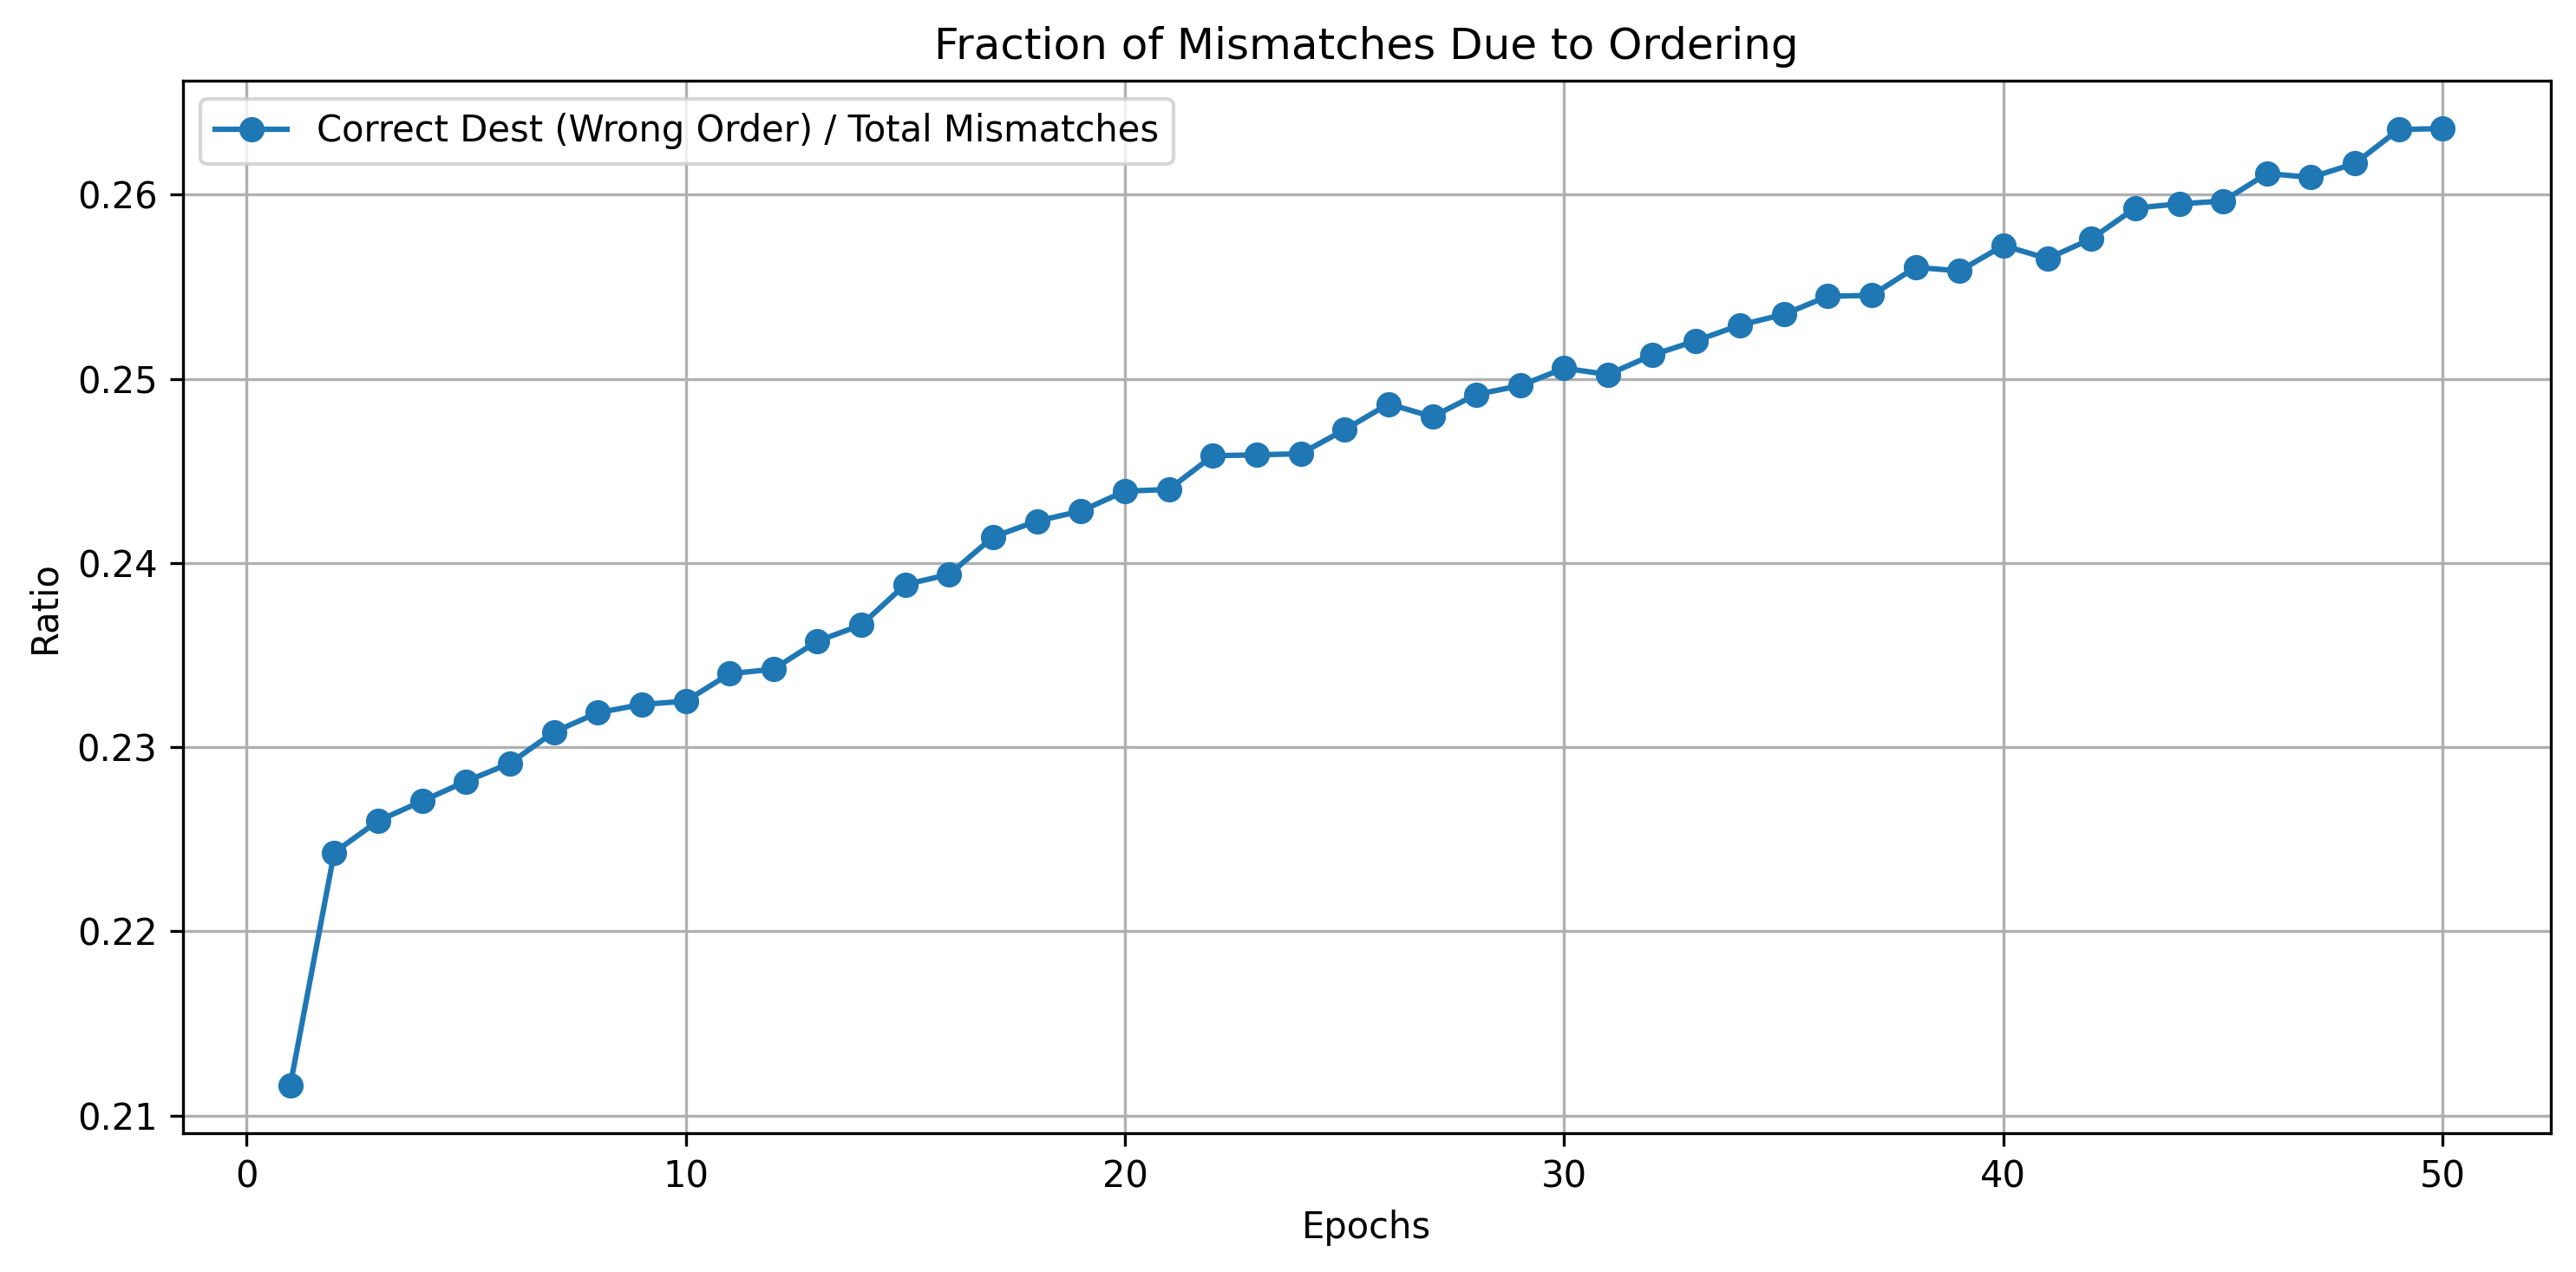 Fraction of Mismatches Due to Ordering
Correct Dest (Wrong Order) / Total Mismatches
0.26
0.25
0.24
0.23
0.22
0.21
Ratio
0 10 20 30 40 50
Epochs